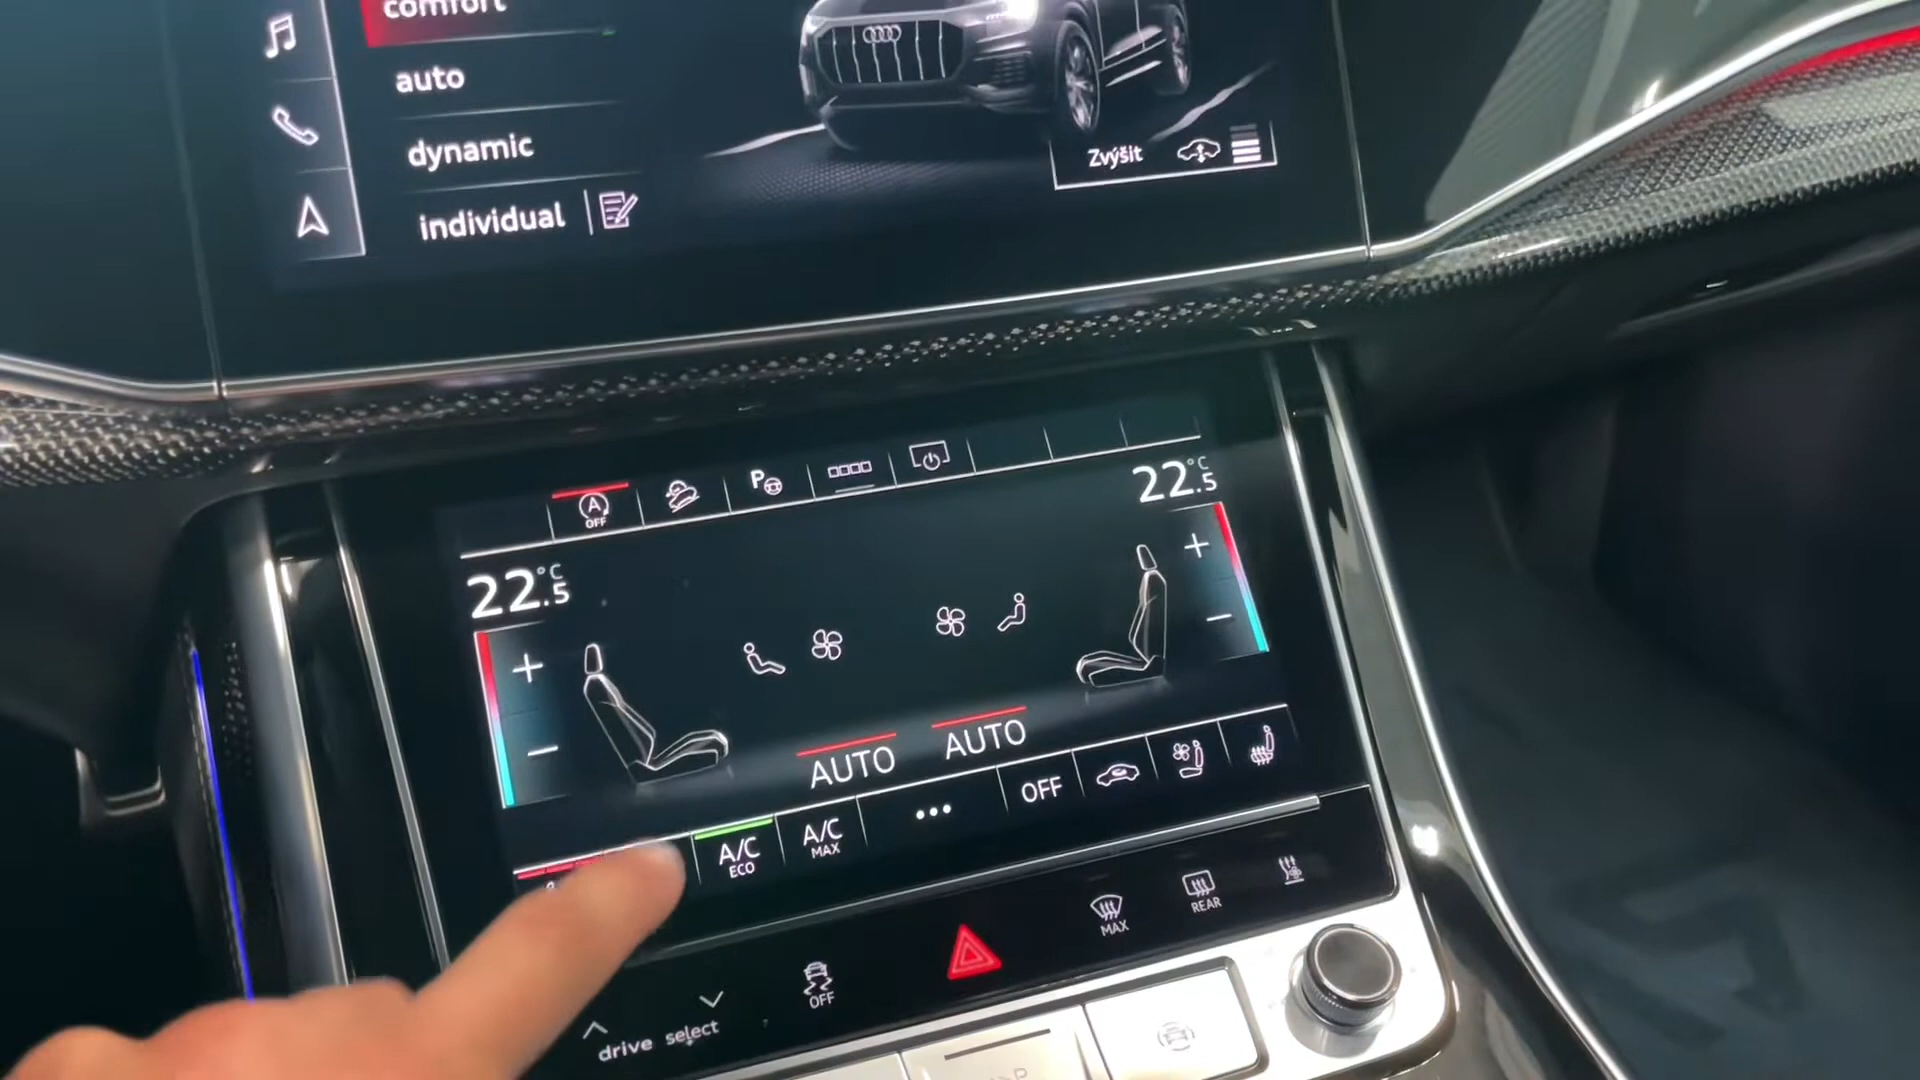 comfort
auto
dynamic
individual
Zvýšit
A
OFF
P
22.5 °C
22.5 °C
+
−
+
−
AUTO
AUTO
A/C
ECO
A/C
MAX
•••
OFF
MAX
REAR
OFF
drive select
P